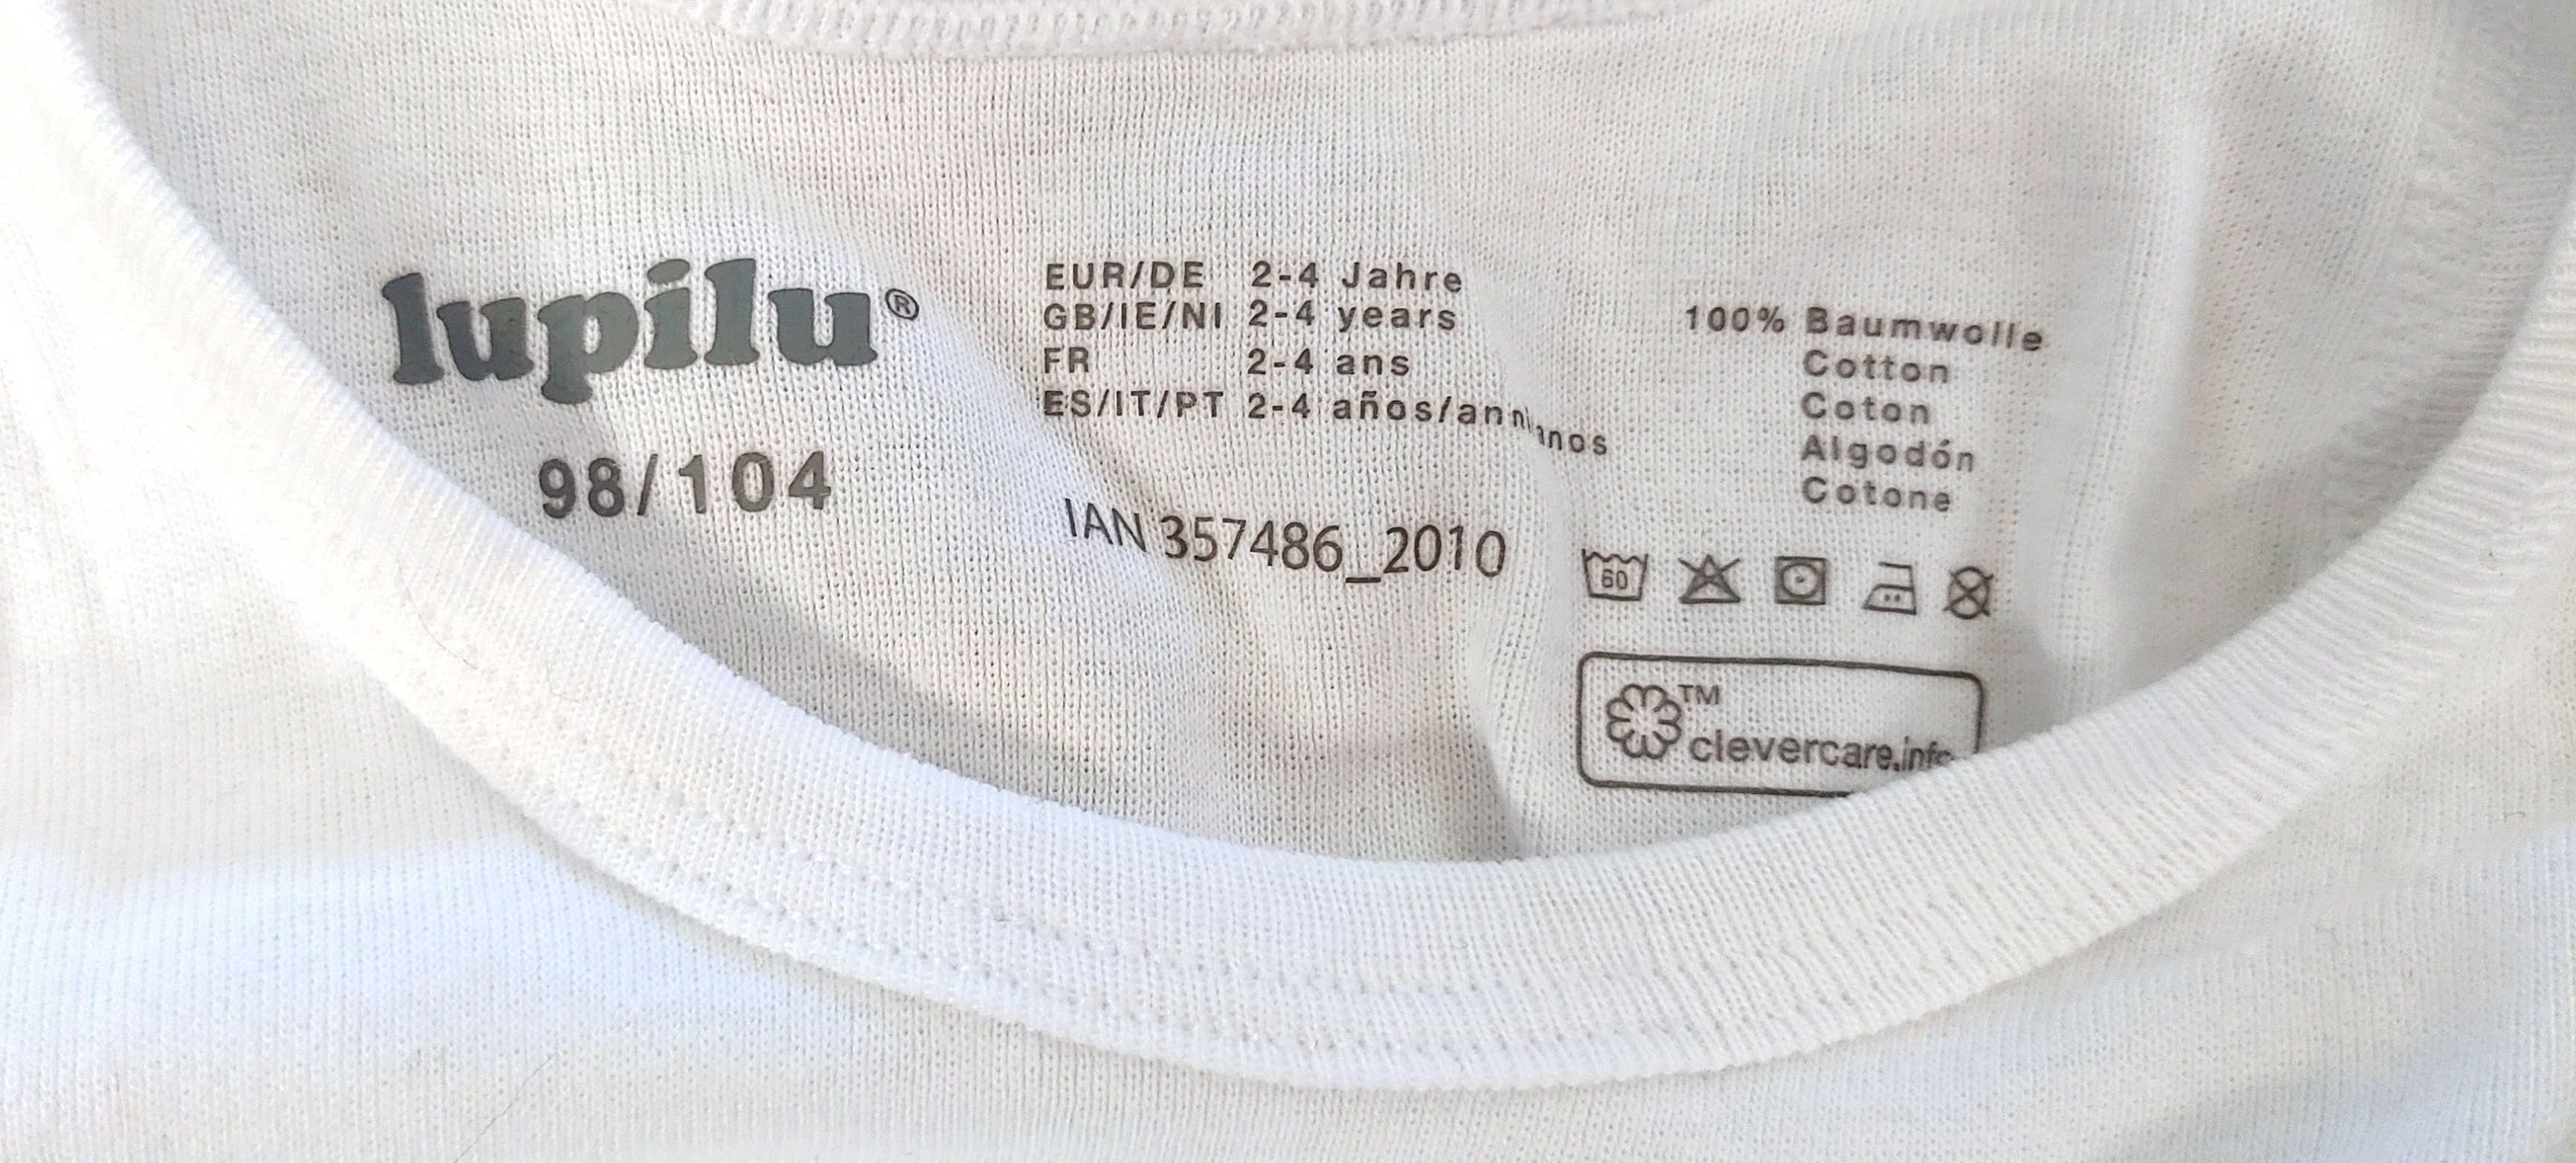 lupilu®
98/104
EUR/DE 2-4 Jahre
GB/IE/NI 2-4 years
FR 2-4 ans
ES/IT/PT 2-4 años/anni/anos
IAN 357486_2010
100% Baumwolle
Cotton
Coton
Algodón
Cotone
60
TM
clevercare.info